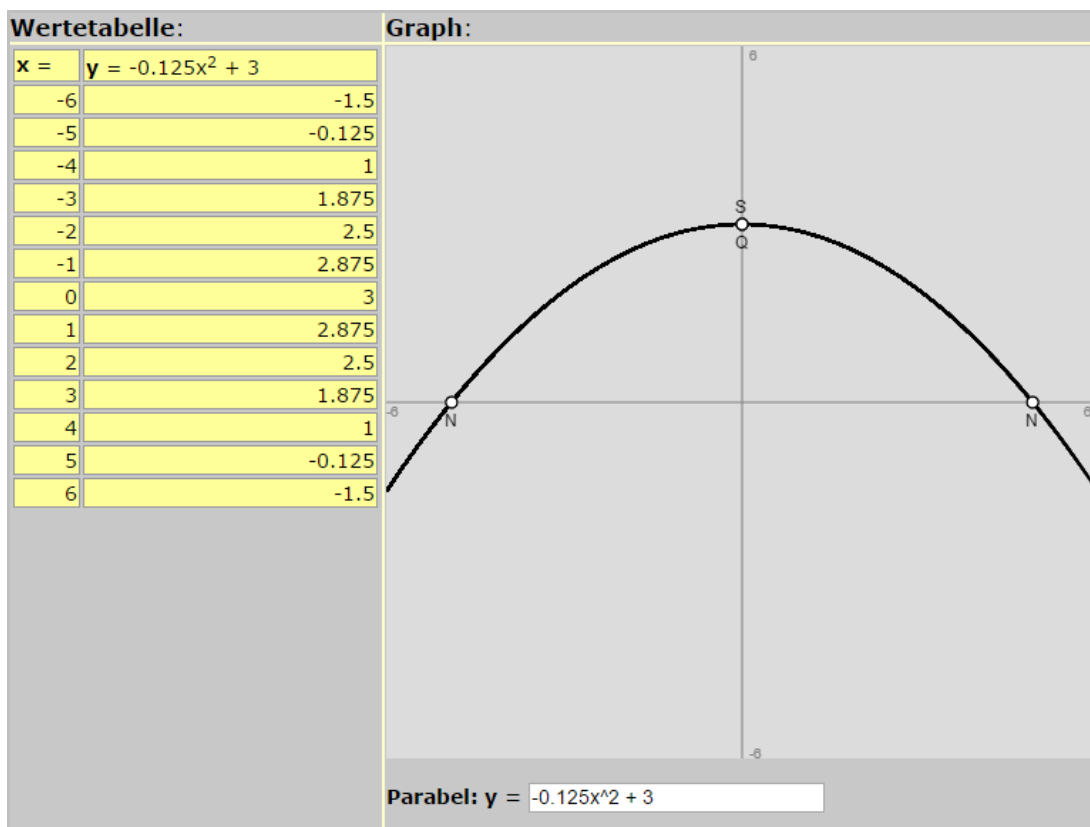 Wertetabelle:
x = y = -0.125x² + 3
-6 -1.5
-5 -0.125
-4 1
-3 1.875
-2 2.5
-1 2.875
0 3
1 2.875
2 2.5
3 1.875
4 1
5 -0.125
6 -1.5
Graph:
6
S
Q
-6 6
N N
-6
Parabel: y = -0.125x^2 + 3